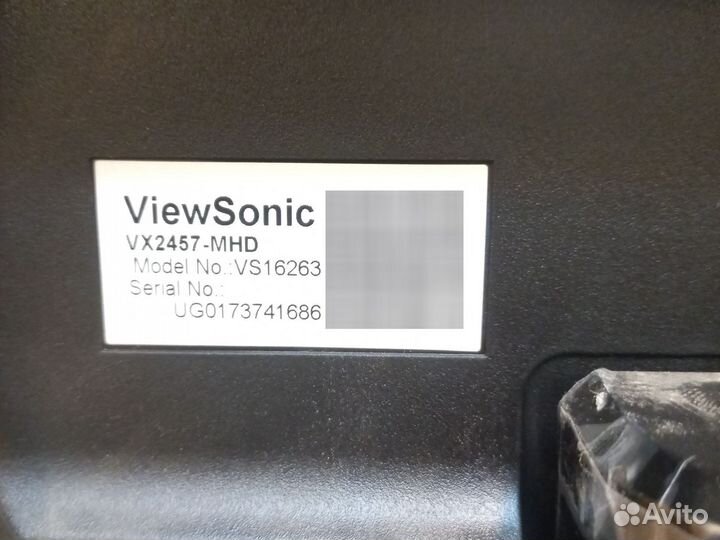 ViewSonic
VX2457-MHD
Model No.:VS16263
Serial No.:
UG0173741686
Avito